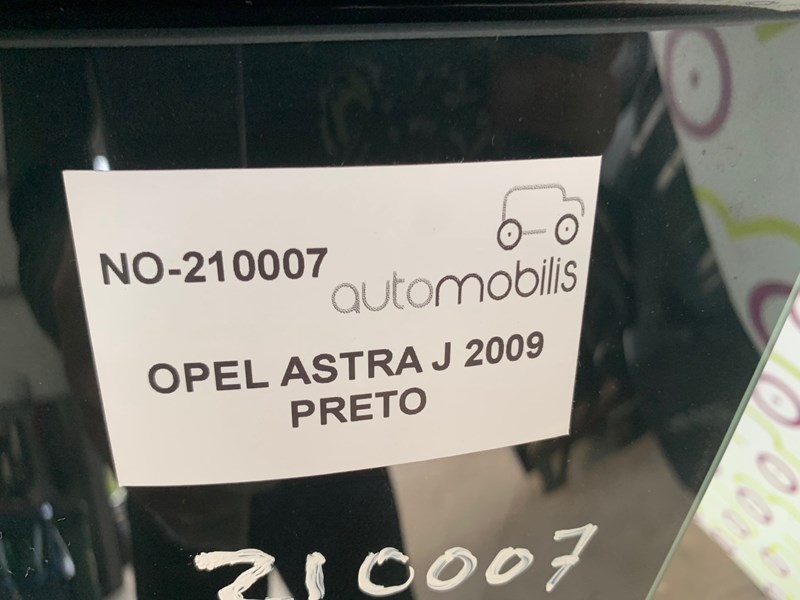 NO-210007
automobilis
OPEL ASTRA J 2009
PRETO
210007